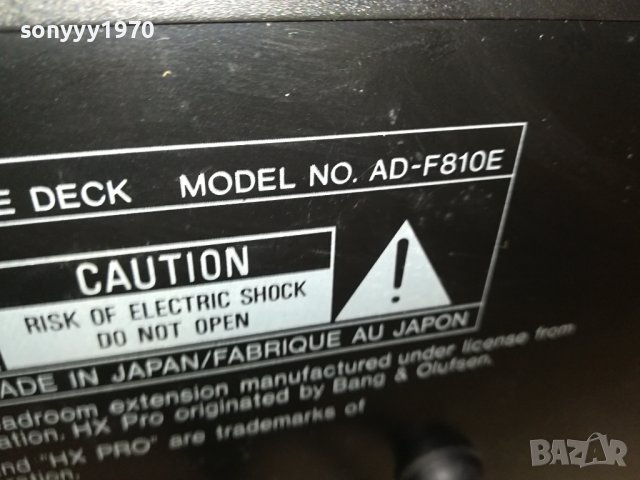 sonyyy1970
E DECK MODEL NO. AD-F810E
CAUTION
RISK OF ELECTRIC SHOCK
DO NOT OPEN
!
ADE IN JAPAN/FABRIQUE AU JAPON
adroom extension manufactured under license from
ation. HX Pro originated by Bang & Olufsen.
nd "HX PRO" are trademarks of
ration.
BAZAR